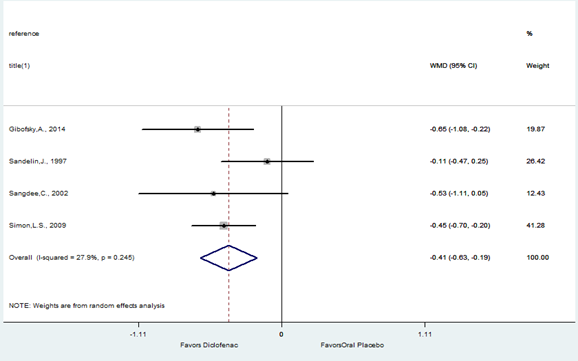 reference %
title(1) WMD (95% CI) Weight
Gibofsky,A., 2014 -0.65 (-1.08, -0.22) 19.87
Sandelin,J., 1997 -0.11 (-0.47, 0.25) 26.42
Sangdee,C., 2002 -0.53 (-1.11, 0.05) 12.43
Simon,L.S., 2009 -0.45 (-0.70, -0.20) 41.28
Overall (I-squared = 27.9%, p = 0.245) -0.41 (-0.63, -0.19) 100.00
NOTE: Weights are from random effects analysis
-1.11 0 1.11
Favors Diclofenac FavorsOral Placebo